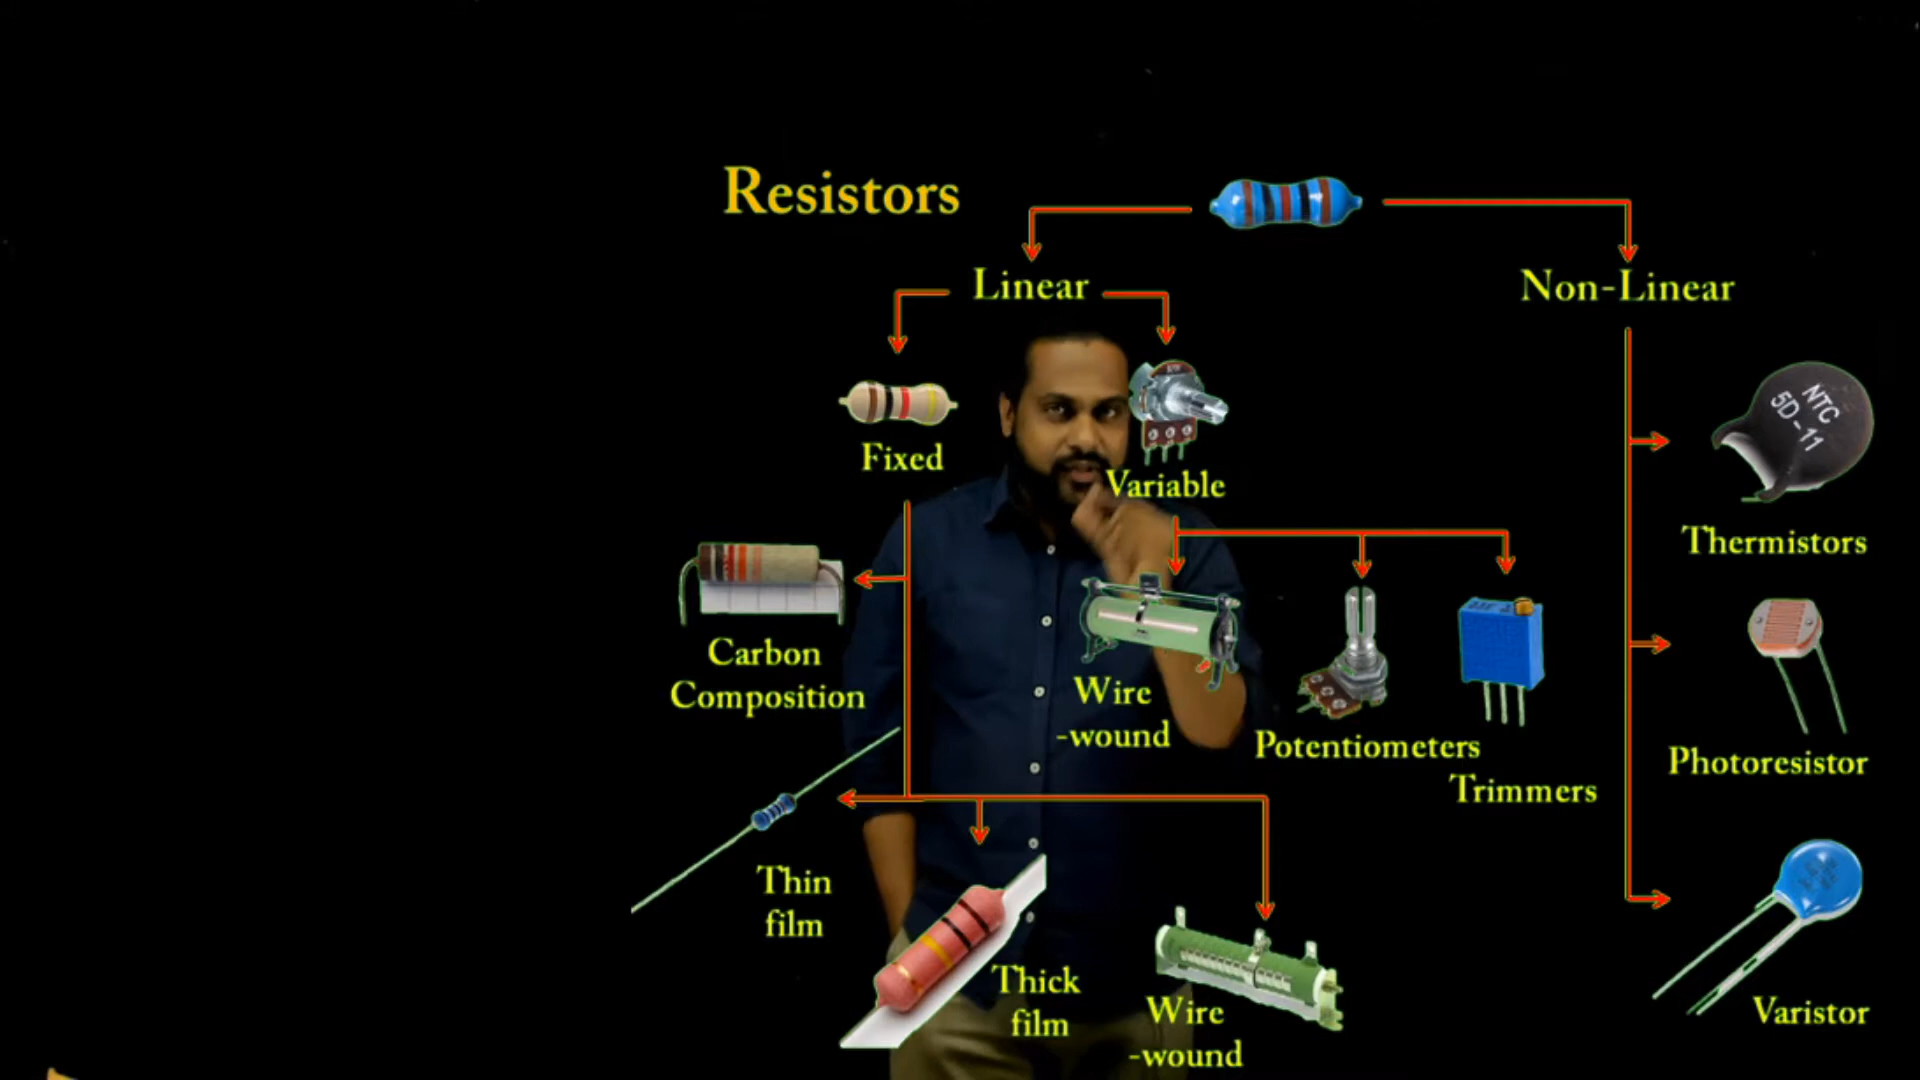 Resistors
Linear
Non-Linear
Fixed
Variable
NTC
5D-11
Thermistors
Carbon
Composition
Wire
-wound
Potentiometers
Trimmers
Photoresistor
Thin
film
Thick
film
Wire
-wound
Varistor